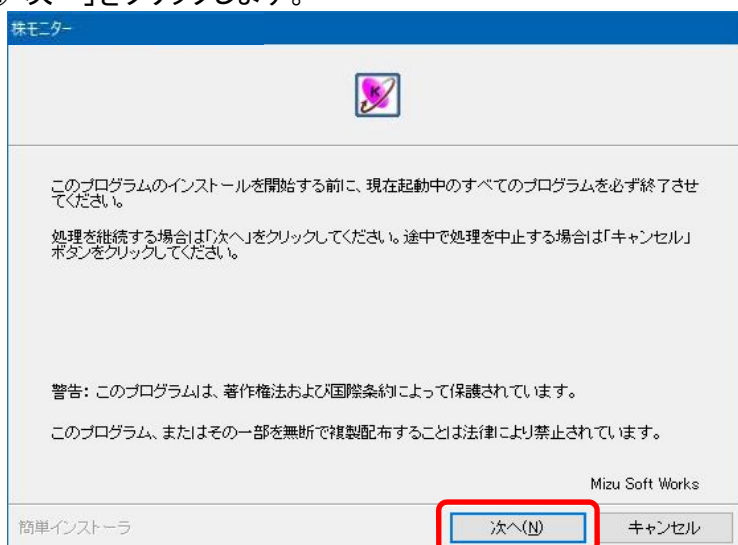 次へ」をクリックします。
株モニター
K
このプログラムのインストールを開始する前に、現在起動中のすべてのプログラムを必ず終了させ
てください。
処理を継続する場合は「次へ」をクリックしてください。途中で処理を中止する場合は「キャンセル」
ボタンをクリックしてください。
警告: このプログラムは、著作権法および国際条約によって保護されています。
このプログラム、またはその一部を無断で複製配布することは法律により禁止されています。
Mizu Soft Works
簡単インストーラ
次へ(N)
キャンセル